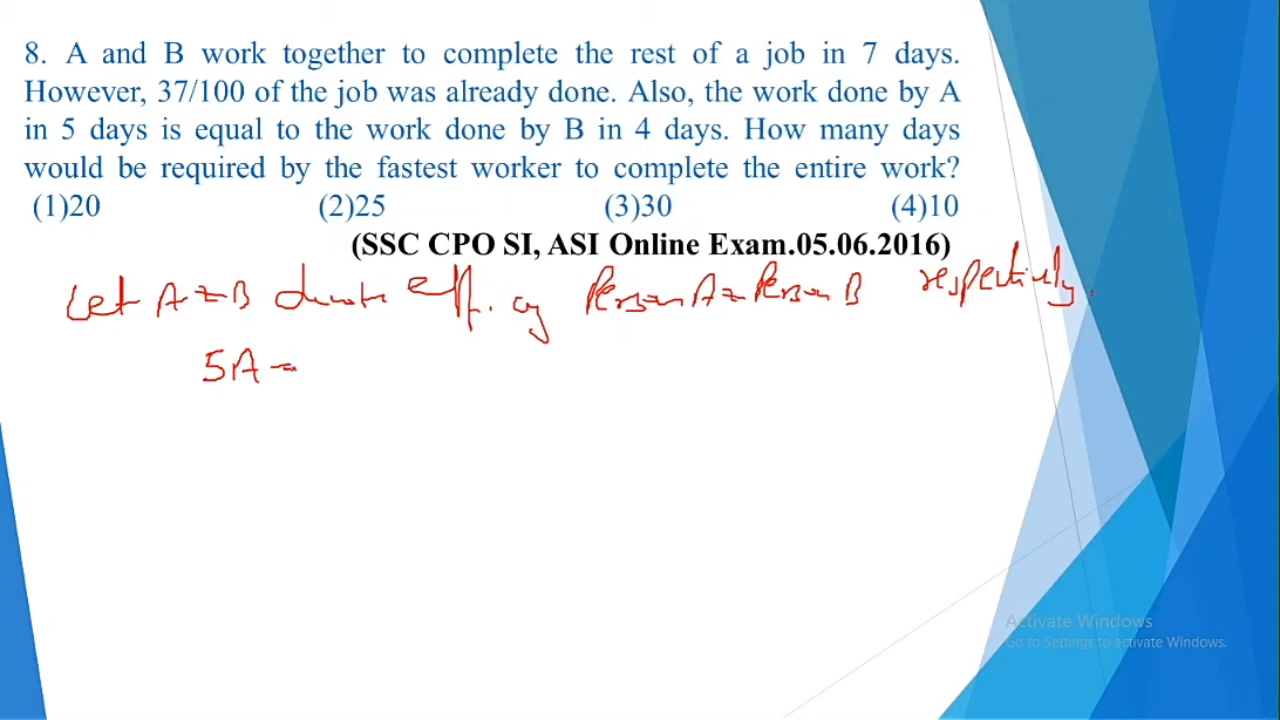 8. A and B work together to complete the rest of a job in 7 days.
However, 37/100 of the job was already done. Also, the work done by A
in 5 days is equal to the work done by B in 4 days. How many days
would be required by the fastest worker to complete the entire work?
(1)20 (2)25 (3)30 (4)10
(SSC CPO SI, ASI Online Exam.05.06.2016)
Let A & B denote eff. of Person A & Person B respectively.
5A =
Activate Windows
Go to Settings to activate Windows.